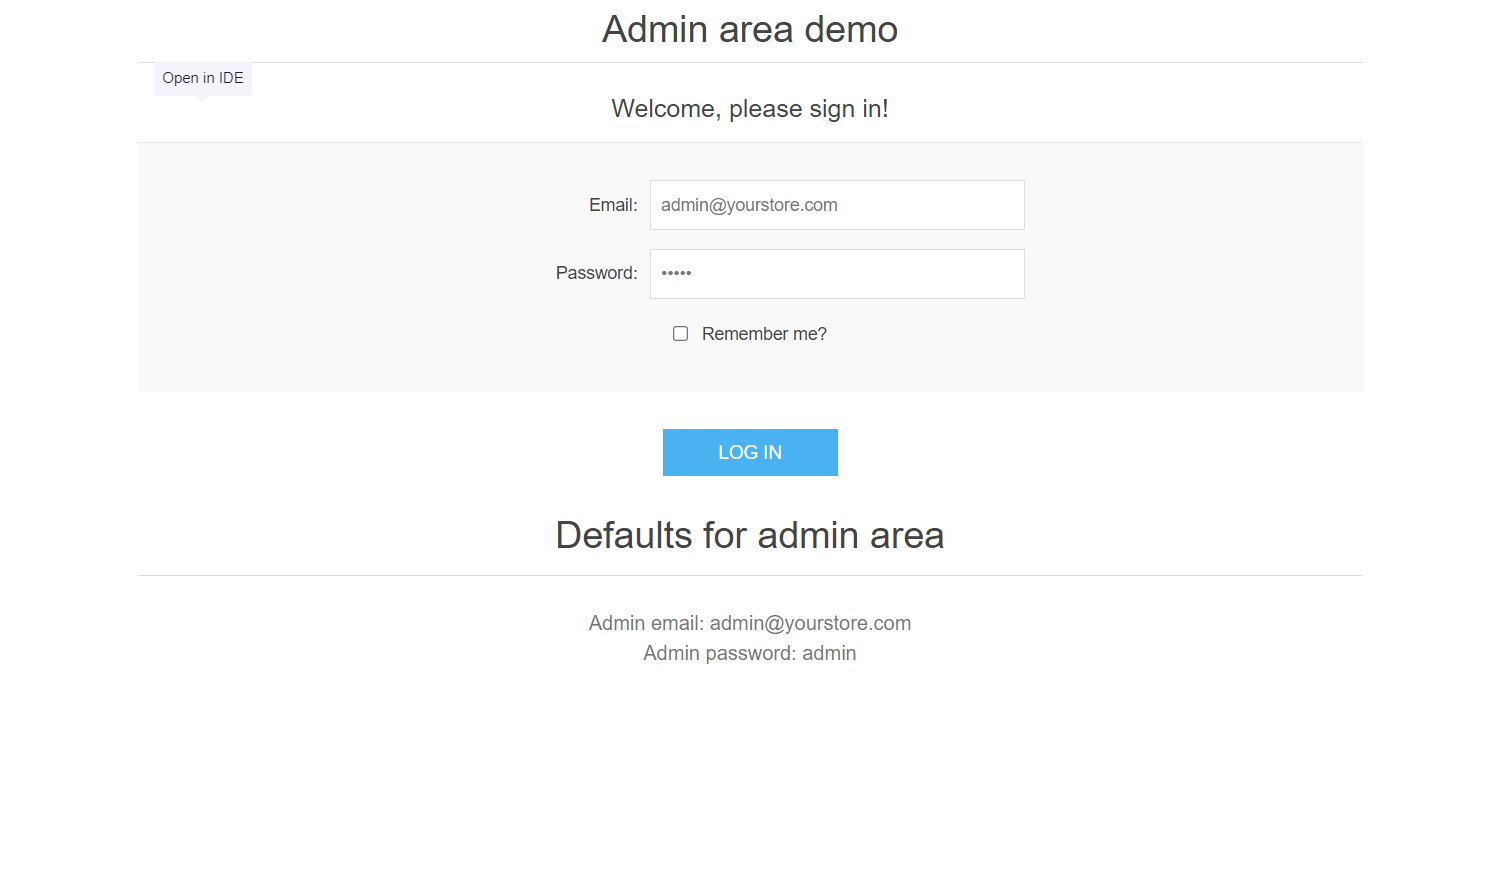 Admin area demo
Open in IDE
Welcome, please sign in!
Email:
admin@yourstore.com
Password:
•••••
Remember me?
LOG IN
Defaults for admin area
Admin email: admin@yourstore.com
Admin password: admin